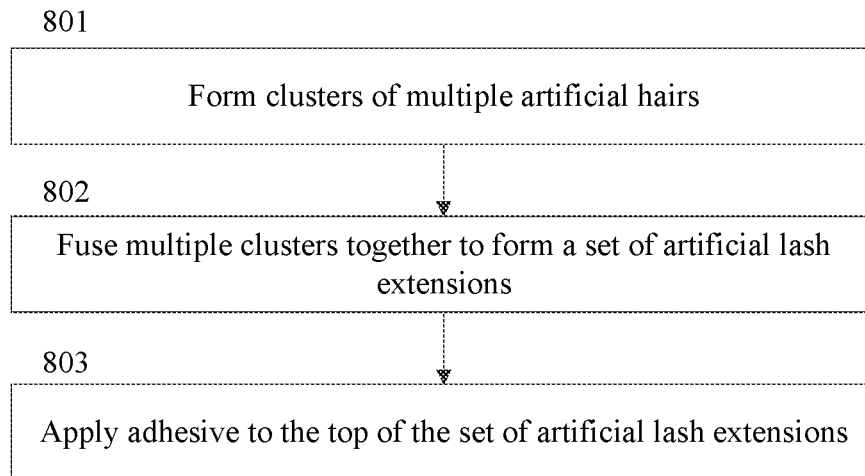 801
Form clusters of multiple artificial hairs
802
Fuse multiple clusters together to form a set of artificial lash
extensions
803
Apply adhesive to the top of the set of artificial lash extensions